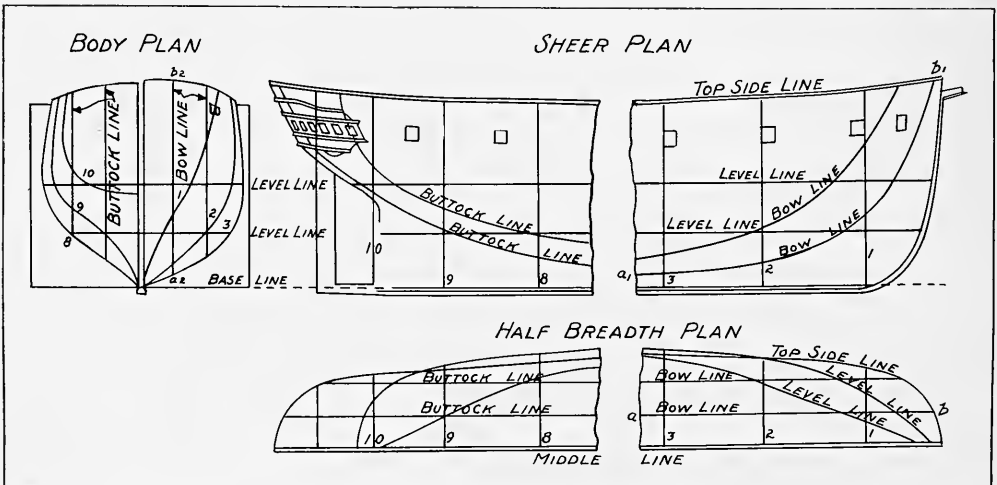 BODY PLAN
SHEER PLAN
b2
b1
TOP SIDE LINE
BUTTOCK LINE
BOW LINE
10
9
8
1
2
3
LEVEL LINE
LEVEL LINE
a2
BASE LINE
BUTTOCK LINE
BUTTOCK LINE
10
9
8
LEVEL LINE
LEVEL LINE
BOW LINE
BOW LINE
a1
3
2
1
HALF BREADTH PLAN
BUTTOCK LINE
BUTTOCK LINE
10
9
8
TOP SIDE LINE
BOW LINE
LEVEL LINE
LEVEL LINE
BOW LINE
a
b
3
2
1
MIDDLE LINE